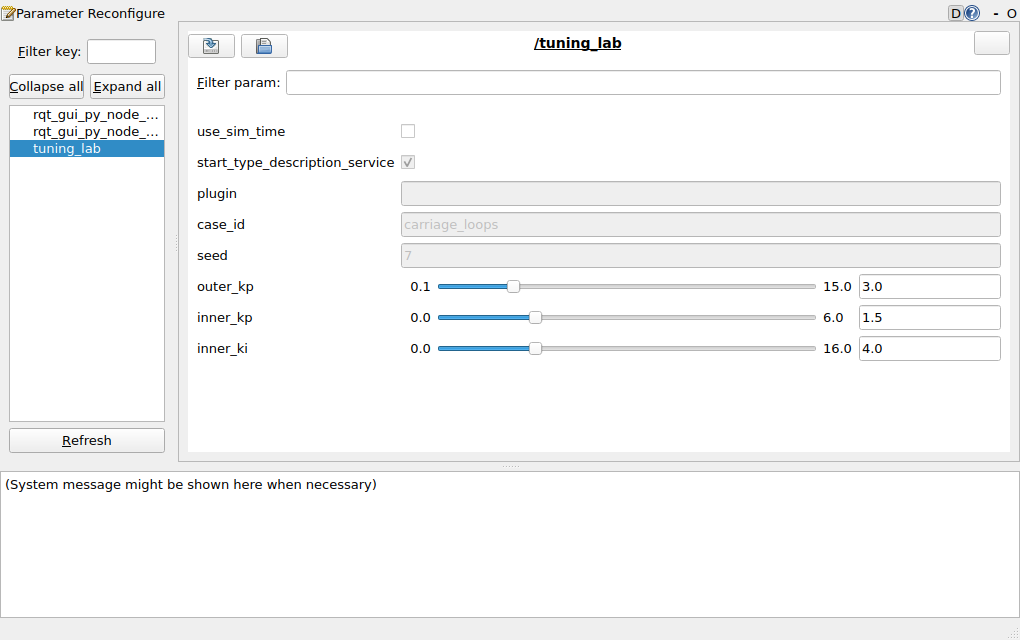 Parameter Reconfigure
D
?
- O
Filter key:
Collapse all
Expand all
rqt_gui_py_node_...
rqt_gui_py_node_...
tuning_lab
Refresh
/tuning_lab
Filter param:
use_sim_time
start_type_description_service
plugin
case_id carriage_loops
seed 7
outer_kp 0.1 15.0 3.0
inner_kp 0.0 6.0 1.5
inner_ki 0.0 16.0 4.0
(System message might be shown here when necessary)